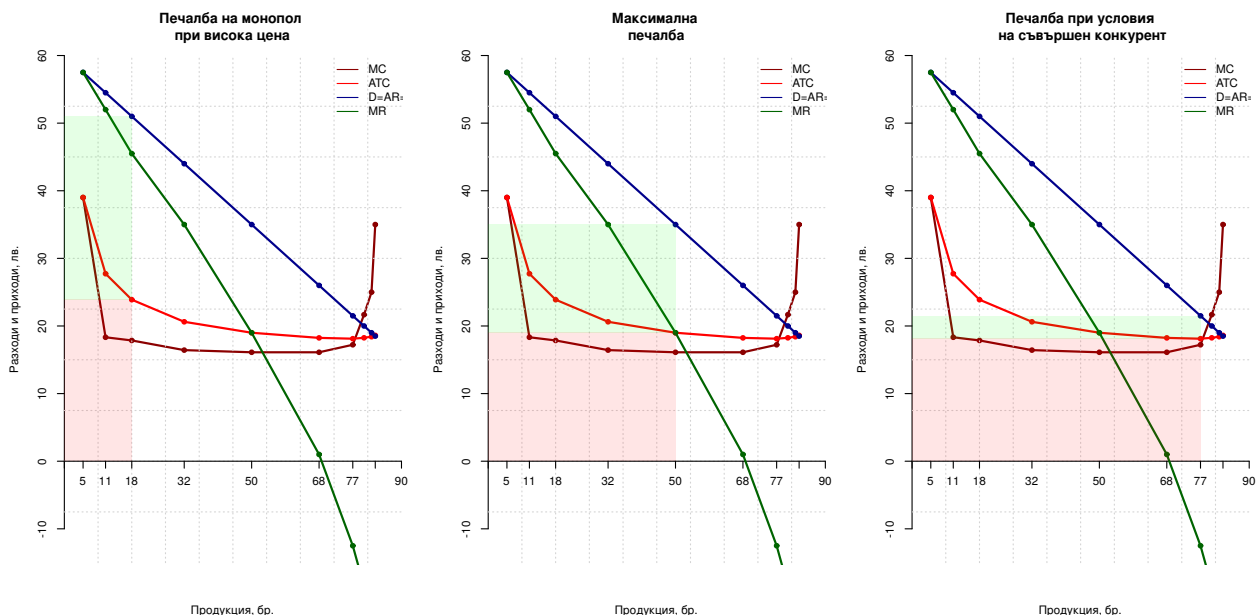 Печалба на монопол
при висока цена
Разходи и приходи, лв.
60
50
40
30
20
10
0
-10
MC
ATC
D=AR=
MR
5 11 18 32 50 68 77 90
Продукция, бр.
Максимална
печалба
Разходи и приходи, лв.
60
50
40
30
20
10
0
-10
MC
ATC
D=AR=
MR
5 11 18 32 50 68 77 90
Продукция, бр.
Печалба при условия
на съвършен конкурент
Разходи и приходи, лв.
60
50
40
30
20
10
0
-10
MC
ATC
D=AR=
MR
5 11 18 32 50 68 77 90
Продукция, бр.